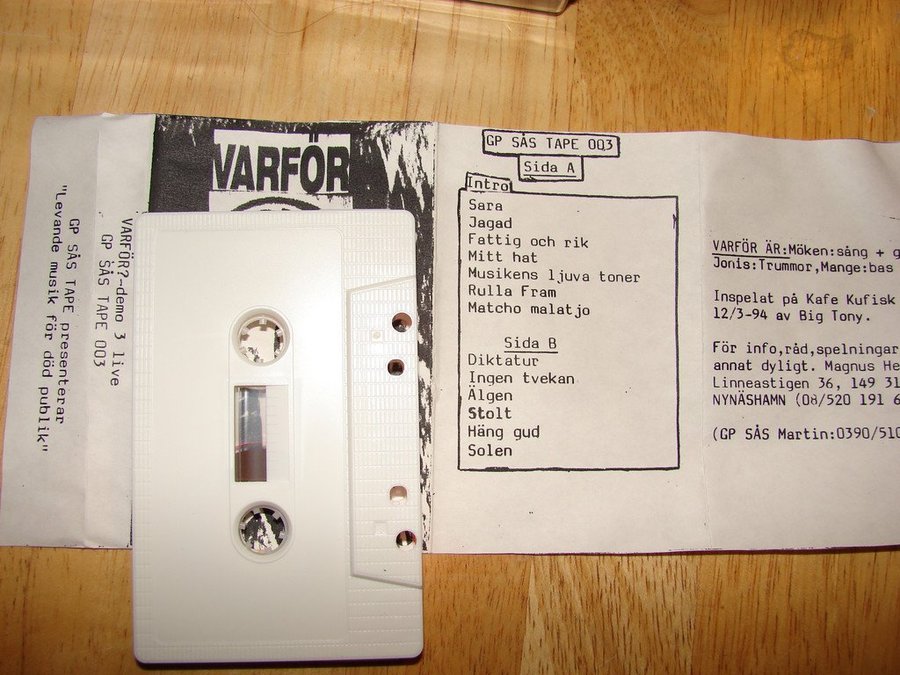 "Levande musik för död publik"
GP SÅS TAPE presenterar
GP SÅS TAPE 003
VARFÖR?-demo 3 live
VARFÖR
GP SÅS TAPE 003
Sida A
Intro
Sara
Jagad
Fattig och rik
Mitt hat
Musikens ljuva toner
Rulla Fram
Matcho malatjo
Sida B
Diktatur
Ingen tvekan
Älgen
Stolt
Häng gud
Solen
VARFÖR ÄR:Möken:sång + g
Jonis:Trummor,Mange:bas
Inspelat på Kafe Kufisk
12/3-94 av Big Tony.
För info,råd,spelningar
annat dyligt. Magnus He
Linneastigen 36, 149 31
NYNÄSHAMN (08/520 191 6
(GP SÅS Martin:0390/510